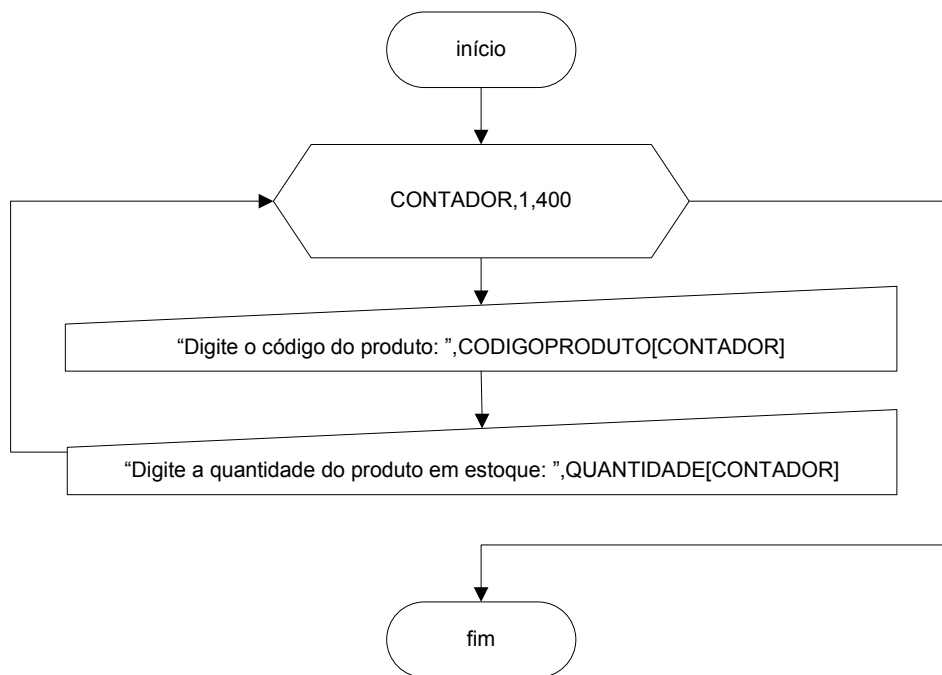 início
CONTADOR,1,400
“Digite o código do produto: ”,CODIGOPRODUTO[CONTADOR]
“Digite a quantidade do produto em estoque: ”,QUANTIDADE[CONTADOR]
fim